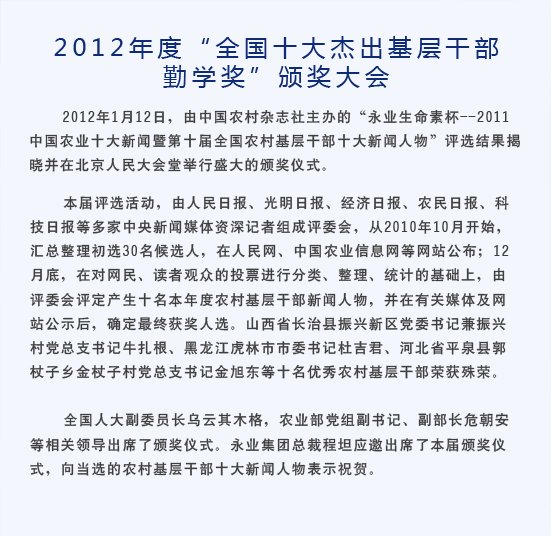 2012年度“全国十大杰出基层干部
勤学奖”颁奖大会
2012年1月12日，由中国农村杂志社主办的“永业生命素杯--2011
中国农业十大新闻暨第十届全国农村基层干部十大新闻人物”评选结果揭
晓并在北京人民大会堂举行盛大的颁奖仪式。
本届评选活动，由人民日报、光明日报、经济日报、农民日报、科
技日报等多家中央新闻媒体资深记者组成评委会，从2010年10月开始，
汇总整理初选30名候选人，在人民网、中国农业信息网等网站公布；12
月底，在对网民、读者观众的投票进行分类、整理、统计的基础上，由
评委会评定产生十名本年度农村基层干部新闻人物，并在有关媒体及网
站公示后，确定最终获奖人选。山西省长治县振兴新区党委书记兼振兴
村党总支书记牛扎根、黑龙江虎林市市委书记杜吉君、河北省平泉县郭
杖子乡金杖子村党总支书记金旭东等十名优秀农村基层干部荣获殊荣。
全国人大副委员长乌云其木格，农业部党组副书记、副部长危朝安
等相关领导出席了颁奖仪式。永业集团总裁程坦应邀出席了本届颁奖仪
式，向当选的农村基层干部十大新闻人物表示祝贺。